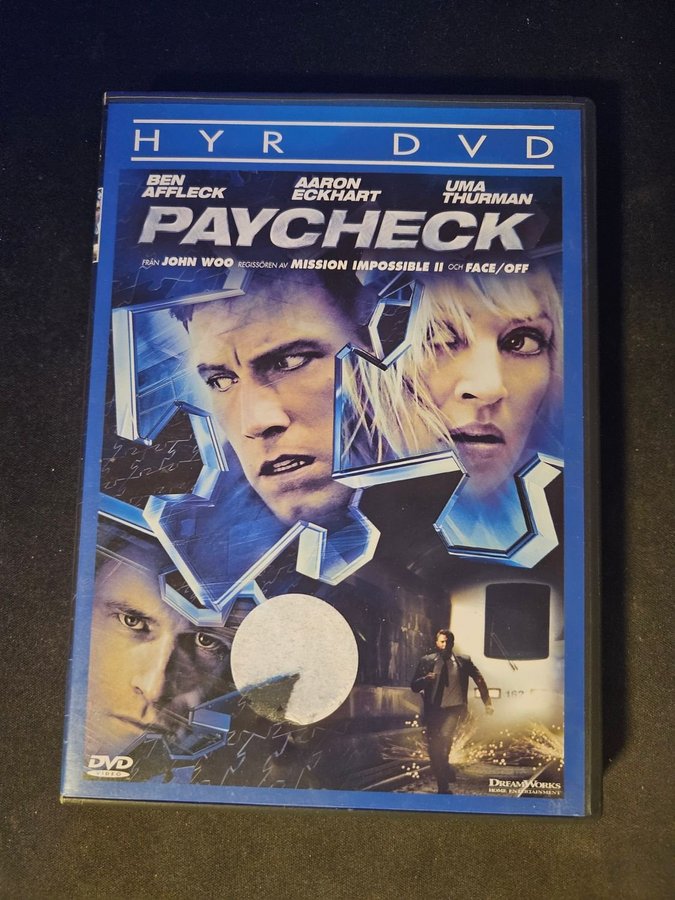 HYR DVD
BEN AFFLECK
AARON ECKHART
UMA THURMAN
PAYCHECK
FRÅN JOHN WOO REGISSÖREN AV MISSION IMPOSSIBLE II OCH FACE/OFF
162
DVD
VIDEO
DREAMWORKS
HOME ENTERTAINMENT